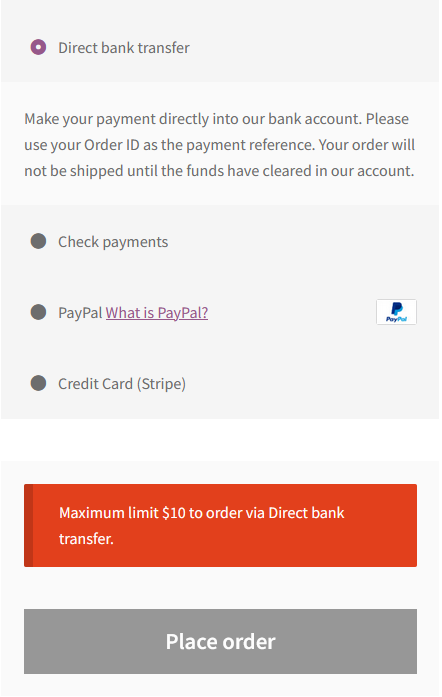 Direct bank transfer
Make your payment directly into our bank account. Please
use your Order ID as the payment reference. Your order will
not be shipped until the funds have cleared in our account.
Check payments
PayPal What is PayPal?
PayPal
Credit Card (Stripe)
Maximum limit $10 to order via Direct bank
transfer.
Place order